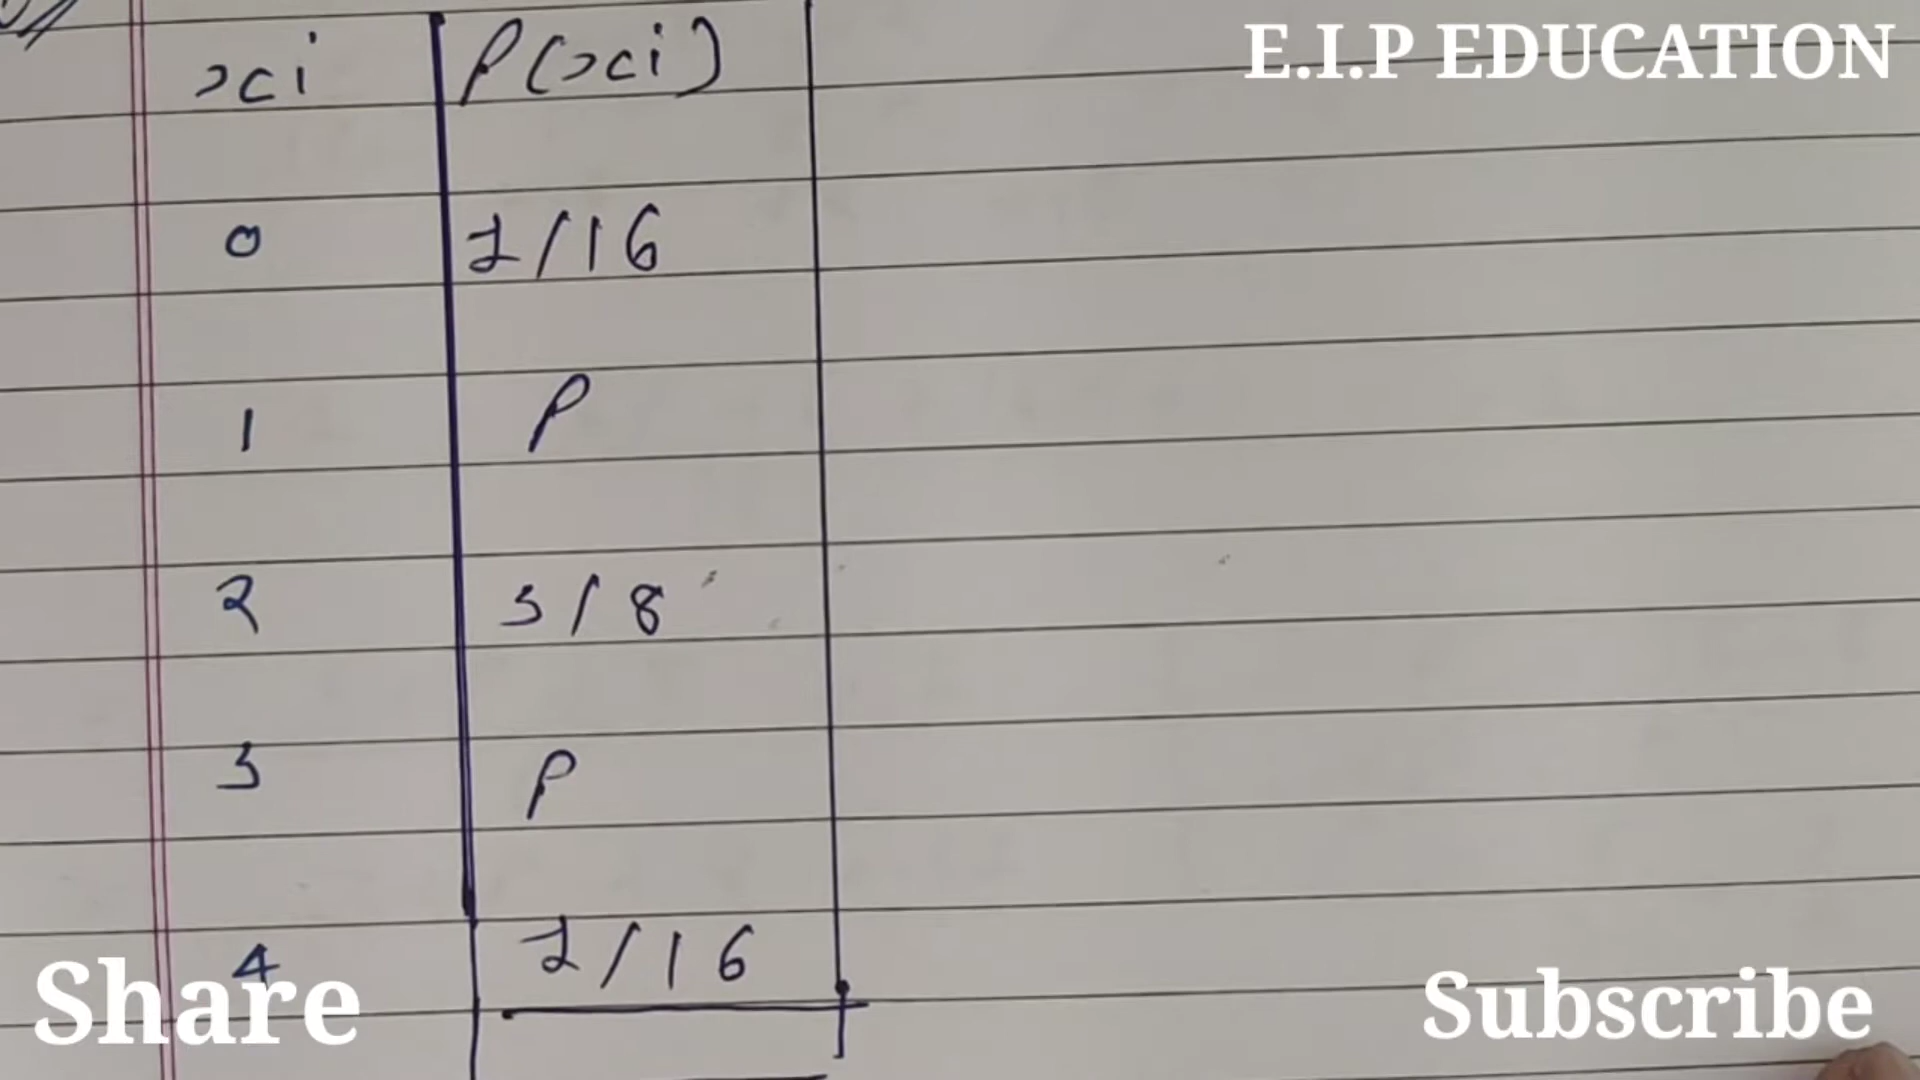 E.I.P EDUCATION
xi P(xi)
0 1/16
1 P
2 3/8
3 P
4 1/16
Share
Subscribe